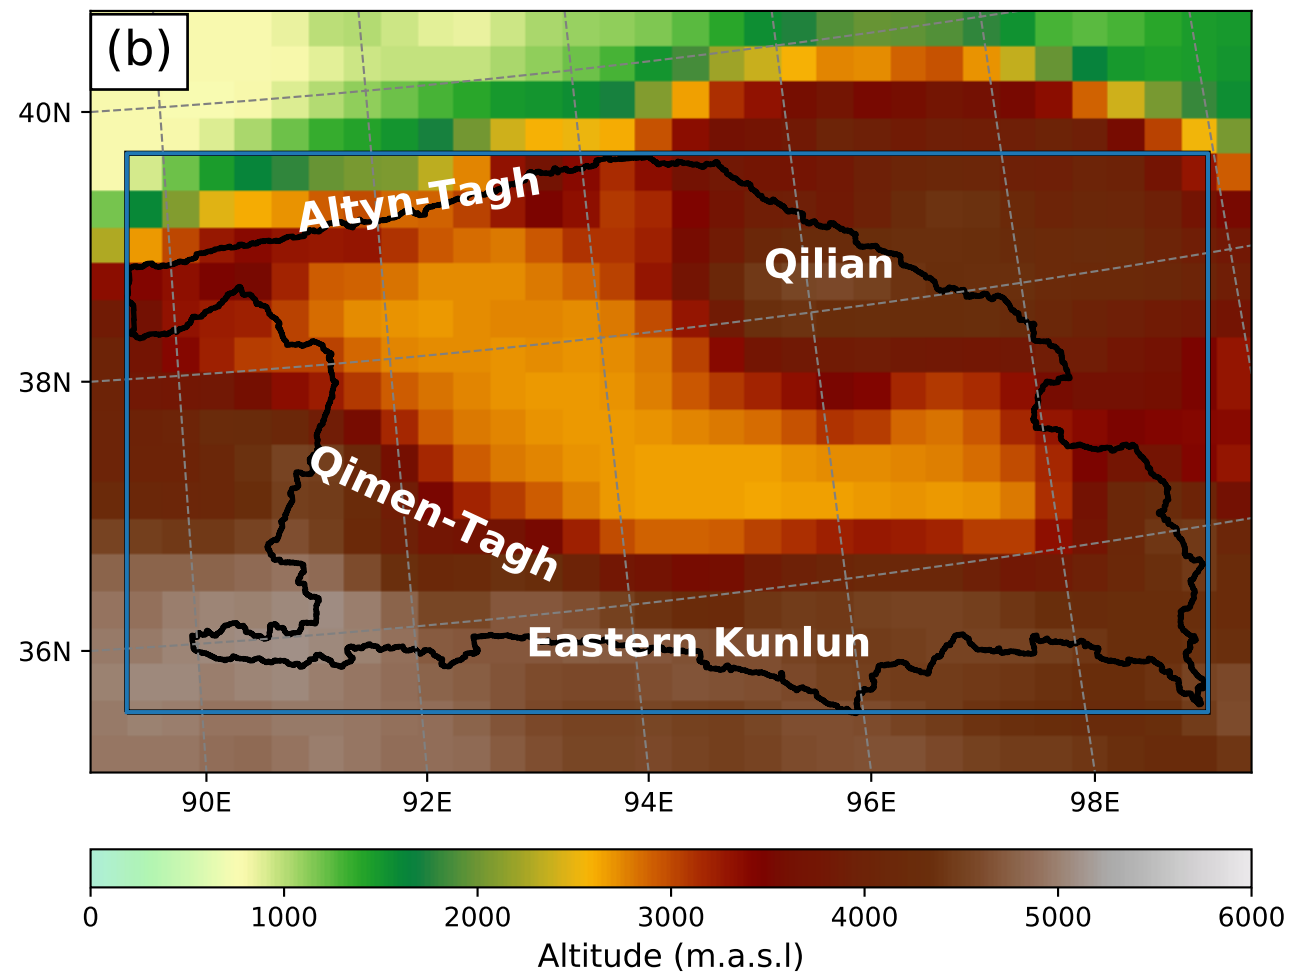 (b)
40N
Altyn-Tagh
Qilian
38N
Qimen-Tagh
Eastern Kunlun
36N
90E 92E 94E 96E 98E
0 1000 2000 3000 4000 5000 6000
Altitude (m.a.s.l)